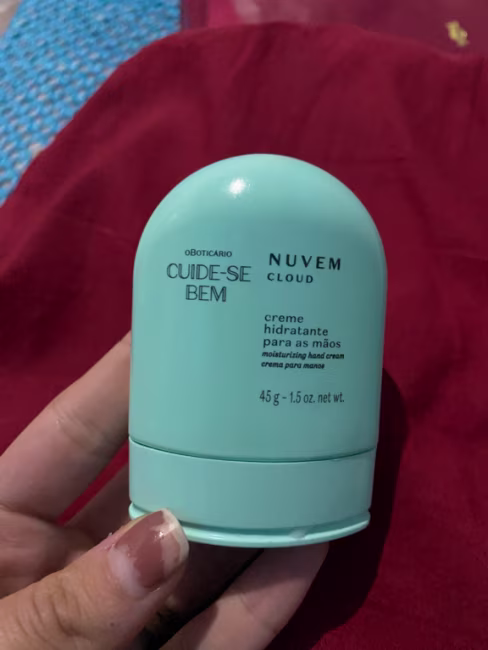 oBOTICÁRIO
CUIDE-SE
BEM
NUVEM
CLOUD
creme
hidratante
para as mãos
moisturizing hand cream
crema para manos
45 g - 1.5 oz. net wt.